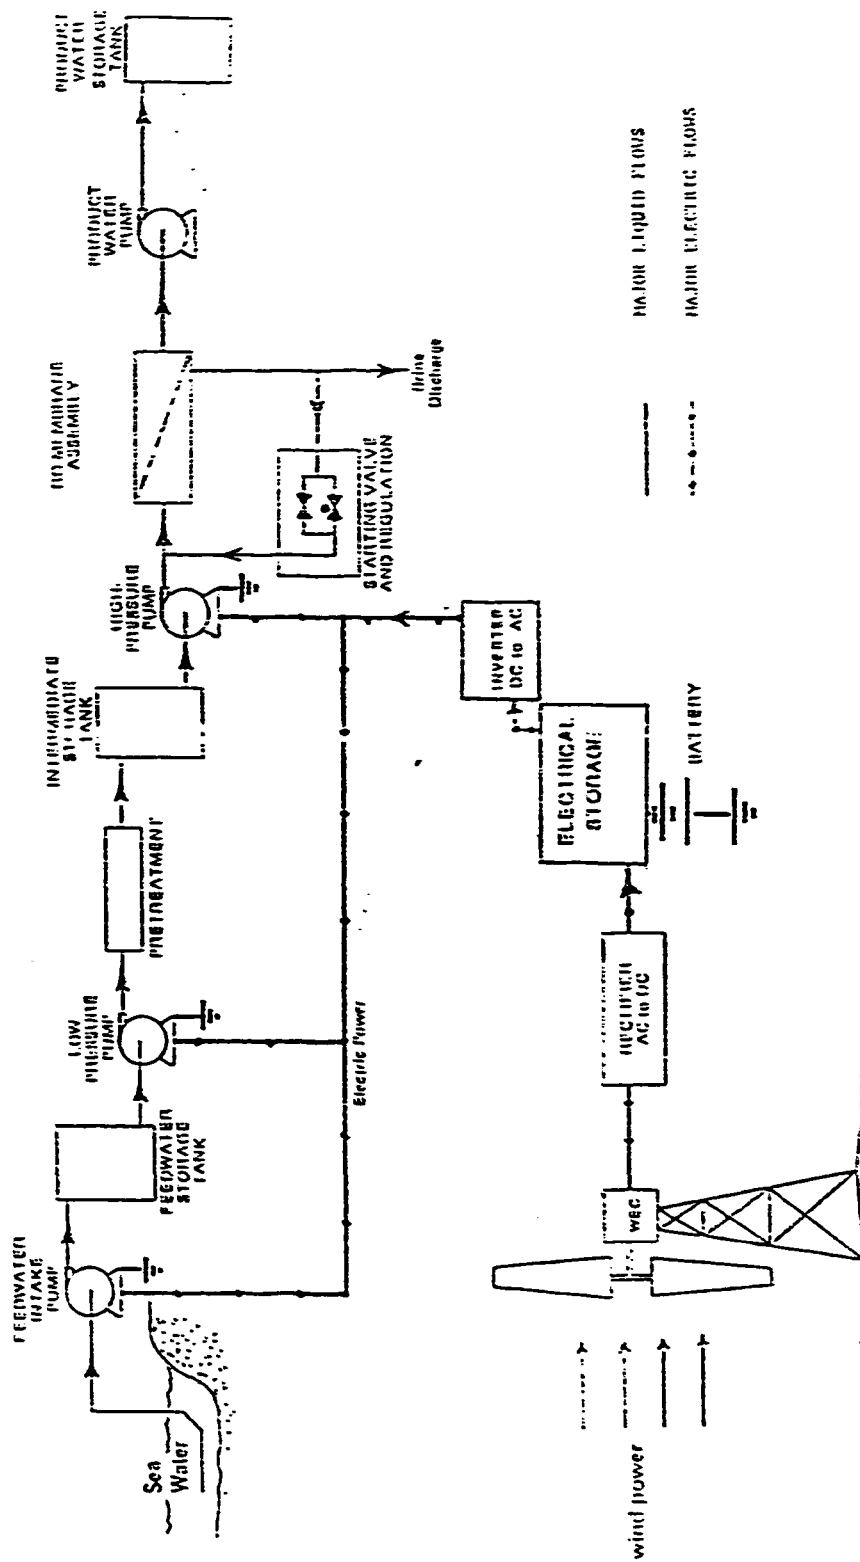 FEEDWATER
INTAKE
PUMP
Sea
Water
FEEDWATER
STORAGE
TANK
LOW
PRESSURE
PUMP
PRETREATMENT
INTERMEDIATE
STORAGE
TANK
HIGH
PRESSURE
PUMP
RO MEMBRANE
ASSEMBLY
STARTING VALVE
AND REGULATION
Brine
Discharge
PRODUCT
WATER
PUMP
PRODUCT
WATER
STORAGE
TANK
Electric Power
wind power
WEC
RECTIFIER
AC to DC
ELECTRICAL
STORAGE
BATTERY
INVERTER
DC to AC
MAJOR LIQUID FLOWS
MAJOR ELECTRIC FLOWS